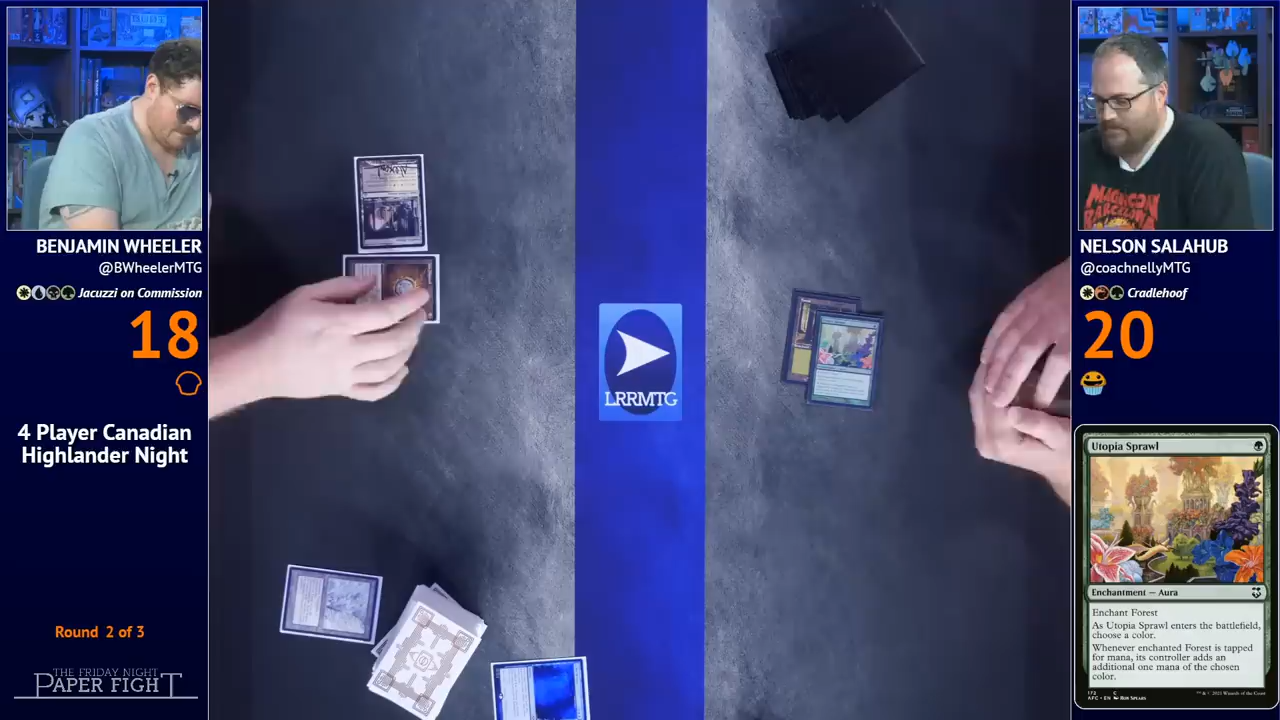 BENJAMIN WHEELER
@BWheelerMTG
Jacuzzi on Commission
18
4 Player Canadian
Highlander Night
Round 2 of 3
THE FRIDAY NIGHT
PAPER FIGHT
LRRMTG
MAGICCON
BARCELONA
NELSON SALAHUB
@coachnellyMTG
Cradlehoof
20
Utopia Sprawl
Enchantment — Aura
Enchant Forest
As Utopia Sprawl enters the battlefield,
choose a color.
Whenever enchanted Forest is tapped
for mana, its controller adds an
additional one mana of the chosen
color.